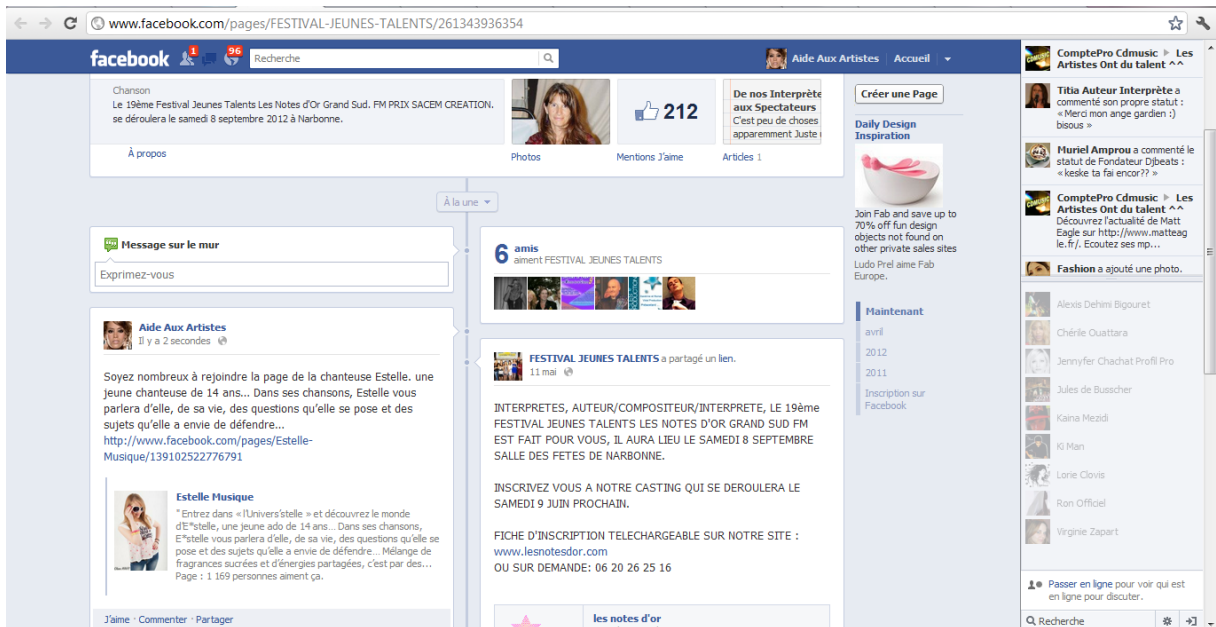 www.facebook.com/pages/FESTIVAL-JEUNES-TALENTS/261343936354
facebook
1
96
Recherche
Aide Aux Artistes
Accueil
Chanson
Le 19ème Festival Jeunes Talents Les Notes d'Or Grand Sud. FM PRIX SACEM CREATION.
se déroulera le samedi 8 septembre 2012 à Narbonne.
À propos
Photos
212
Mentions J'aime
De nos Interprète
aux Spectateurs
C'est peu de choses
apparemment Juste
Articles 1
À la une
Message sur le mur
Exprimez-vous
6 amis
aiment FESTIVAL JEUNES TALENTS
Aide Aux Artistes
Il y a 2 secondes
Soyez nombreux à rejoindre la page de la chanteuse Estelle. une
jeune chanteuse de 14 ans... Dans ses chansons, Estelle vous
parlera d'elle, de sa vie, des questions qu'elle se pose et des
sujets qu'elle a envie de défendre...
http://www.facebook.com/pages/Estelle-
Musique/139102522776791
Estelle Musique
"Entrez dans «l'Univers'stelle » et découvrez le monde
d'E*stelle, une jeune ado de 14 ans... Dans ses chansons,
E*stelle vous parlera d'elle, de sa vie, des questions qu'elle se
pose et des sujets qu'elle a envie de défendre... Mélange de
fragrances sucrées et d'énergies partagées, c'est par des...
Page : 1 169 personnes aiment ça.
J'aime · Commenter · Partager
FESTIVAL JEUNES TALENTS a partagé un lien.
11 mai
INTERPRETES, AUTEUR/COMPOSITEUR/INTERPRETE, LE 19ème
FESTIVAL JEUNES TALENTS LES NOTES D'OR GRAND SUD FM
EST FAIT POUR VOUS, IL AURA LIEU LE SAMEDI 8 SEPTEMBRE
SALLE DES FETES DE NARBONNE.
INSCRIVEZ VOUS A NOTRE CASTING QUI SE DEROULERA LE
SAMEDI 9 JUIN PROCHAIN.
FICHE D'INSCRIPTION TELECHARGEABLE SUR NOTRE SITE :
www.lesnotesdor.com
OU SUR DEMANDE: 06 20 26 25 16
les notes d'or
Créer une Page
Daily Design
Inspiration
Join Fab and save up to
70% off fun design
objects not found on
other private sales sites
Ludo Prel aime Fab
Europe.
Maintenant
avril
2012
2011
Inscription sur
Facebook
ComptePro Cdmusic ▶ Les
Artistes Ont du talent ^^
Titia Auteur Interprète a
commenté son propre statut :
«Merci mon ange gardien :)
bisous »
Muriel Amprou a commenté le
statut de Fondateur Djbeats :
«keske ta fai encor?? »
ComptePro Cdmusic ▶ Les
Artistes Ont du talent ^^
Découvrez l'actualité de Matt
Eagle sur http://www.matteag
le.fr/. Ecoutez ses mp...
Fashion a ajouté une photo.
Alexis Dehimi Bigouret
Chérile Ouattara
Jennyfer Chachat Profil Pro
Jules de Busscher
Kaina Mezidi
Ki Man
Lorie Clovis
Ron Officiel
Virginie Zapart
Passer en ligne pour voir qui est
en ligne pour discuter.
Recherche